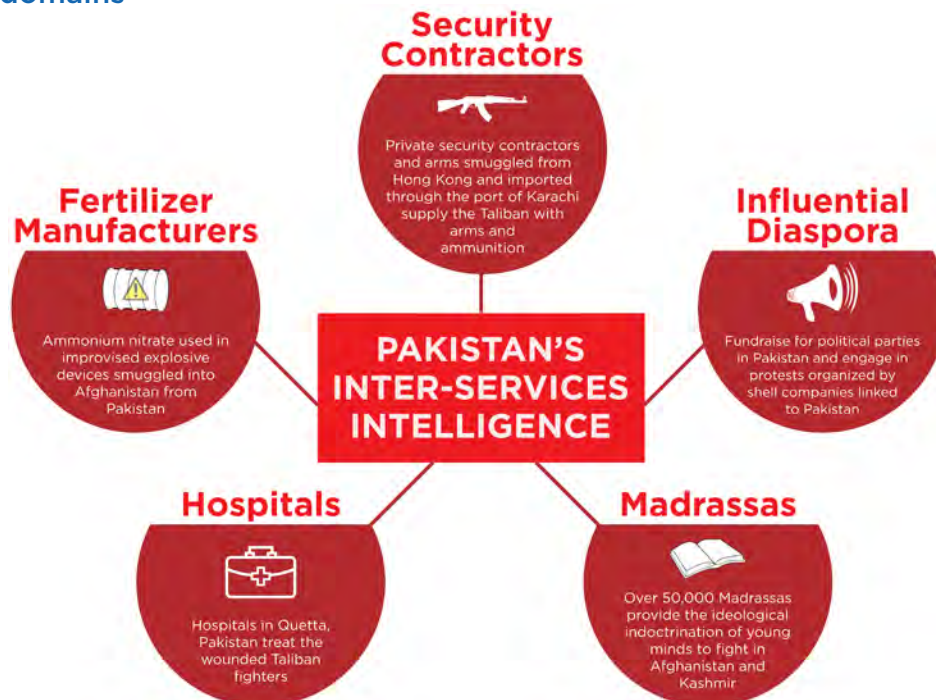 domains
Security
Contractors
Private security contractors
and arms smuggled from
Hong Kong and imported
through the port of Karachi
supply the Taliban with
arms and
ammunition
Fertilizer
Manufacturers
Ammonium nitrate used in
improvised explosive
devices smuggled into
Afghanistan from
Pakistan
Influential
Diaspora
Fundraise for political parties
in Pakistan and engage in
protests organized by
shell companies linked
to Pakistan
PAKISTAN'S
INTER-SERVICES
INTELLIGENCE
Hospitals
Hospitals in Quetta,
Pakistan treat the
wounded Taliban
fighters
Madrassas
Over 50,000 Madrassas
provide the ideological
indoctrination of young
minds to fight in
Afghanistan and
Kashmir